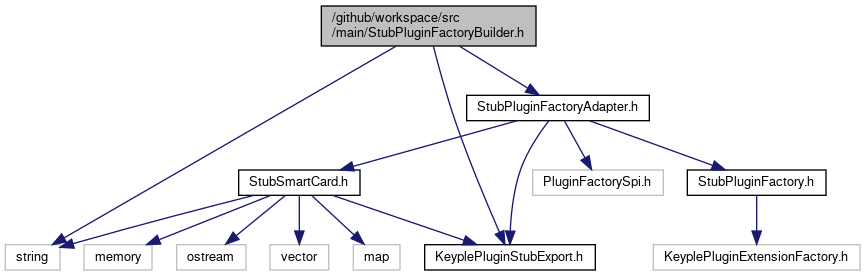 /github/workspace/src
/main/StubPluginFactoryBuilder.h
StubPluginFactoryAdapter.h
StubSmartCard.h
PluginFactorySpi.h
StubPluginFactory.h
string
memory
ostream
vector
map
KeyplePluginStubExport.h
KeyplePluginExtensionFactory.h